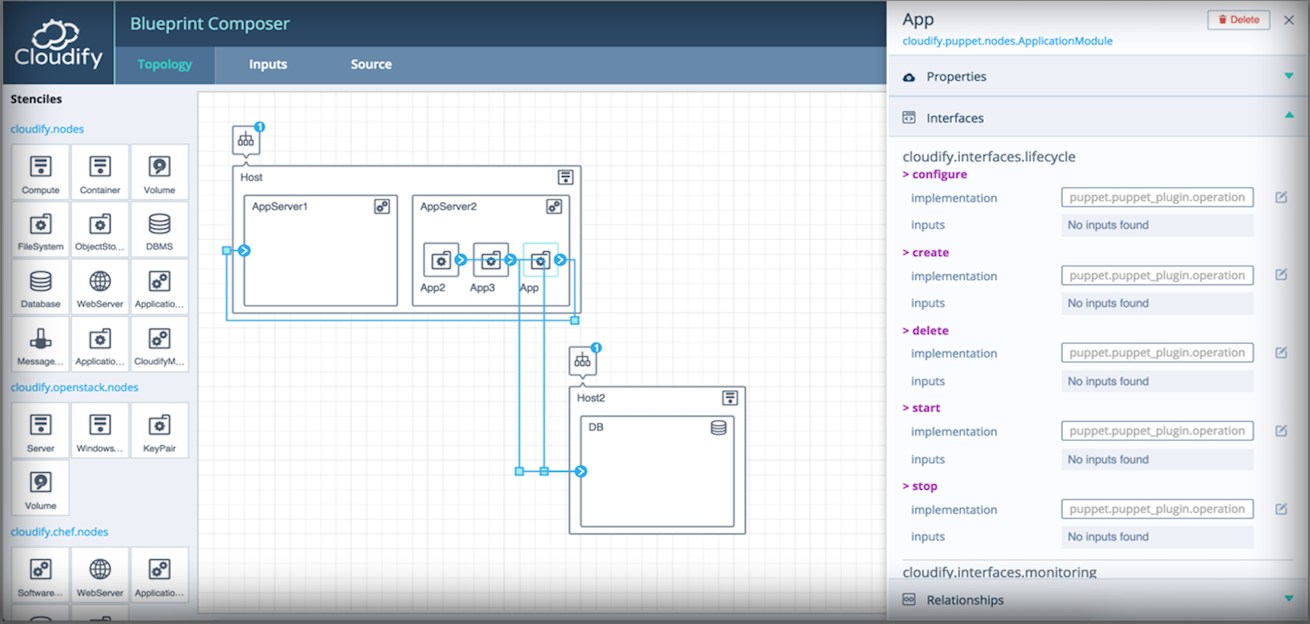 Cloudify
Blueprint Composer
Topology Inputs Source
Stenciles
cloudify.nodes
Compute Container Volume
FileSystem ObjectSto... DBMS
Database WebServer Applicatio...
Message... Applicatio... CloudifyM...
cloudify.openstack.nodes
Server Windows... KeyPair
Volume
cloudify.chef.nodes
Software... WebServer Applicatio...
1
Host
AppServer1
AppServer2
App2 App3 App
1
Host2
DB
App
Delete
cloudify.puppet.nodes.ApplicationModule
Properties
Interfaces
cloudify.interfaces.lifecycle
> configure
implementation puppet.puppet_plugin.operation
inputs No inputs found
> create
implementation puppet.puppet_plugin.operation
inputs No inputs found
> delete
implementation puppet.puppet_plugin.operation
inputs No inputs found
> start
implementation puppet.puppet_plugin.operation
inputs No inputs found
> stop
implementation puppet.puppet_plugin.operation
inputs No inputs found
cloudify.interfaces.monitoring
Relationships